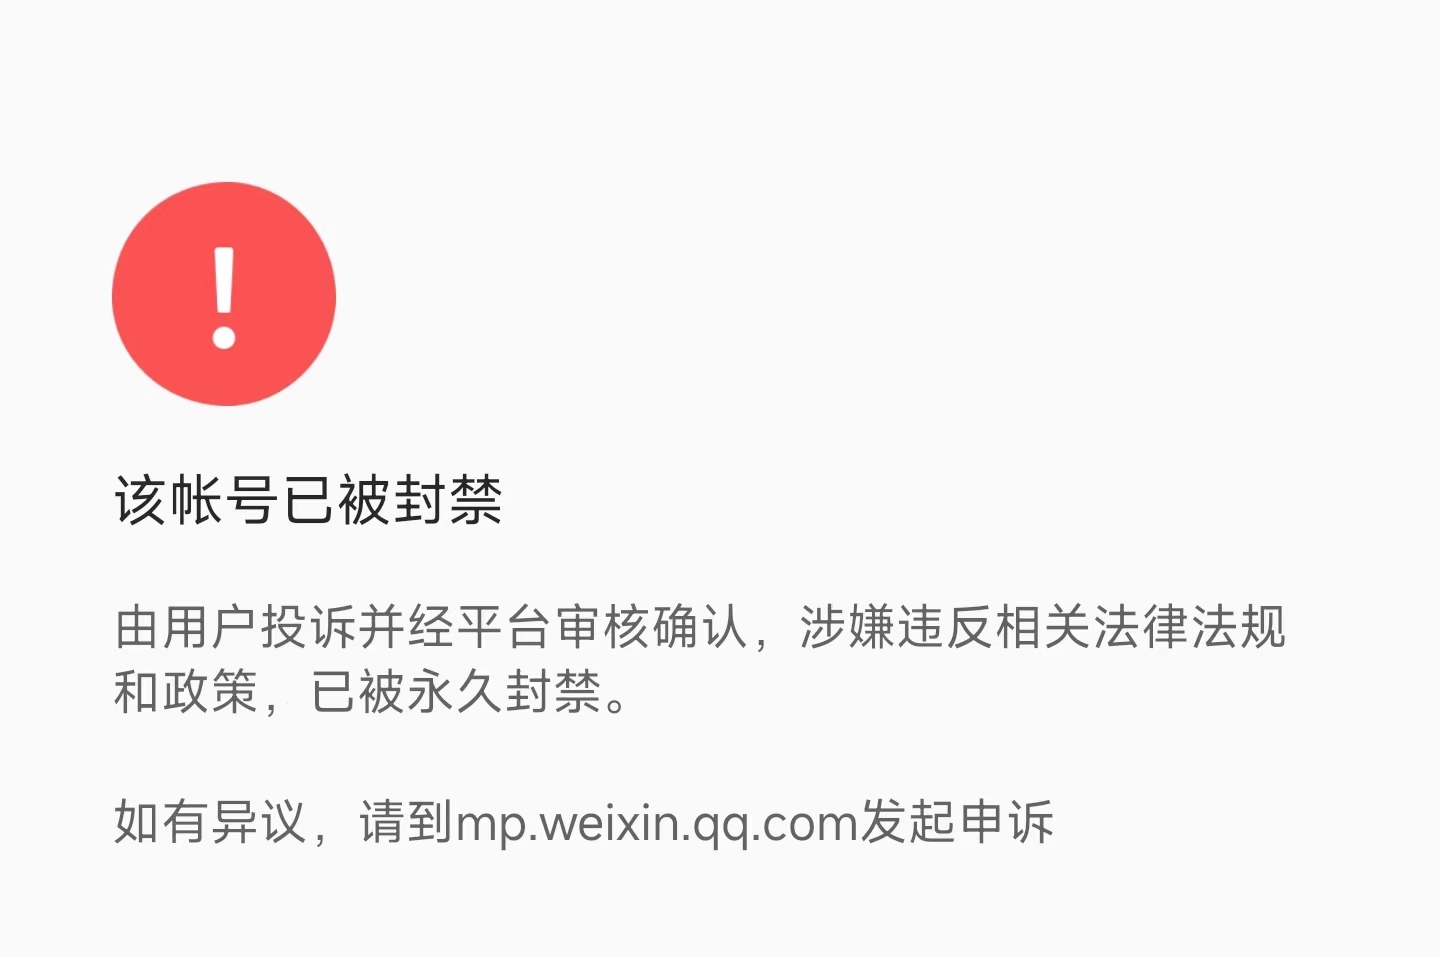 该帐号已被封禁
由用户投诉并经平台审核确认，涉嫌违反相关法律法规
和政策，已被永久封禁。
如有异议，请到mp.weixin.qq.com发起申诉